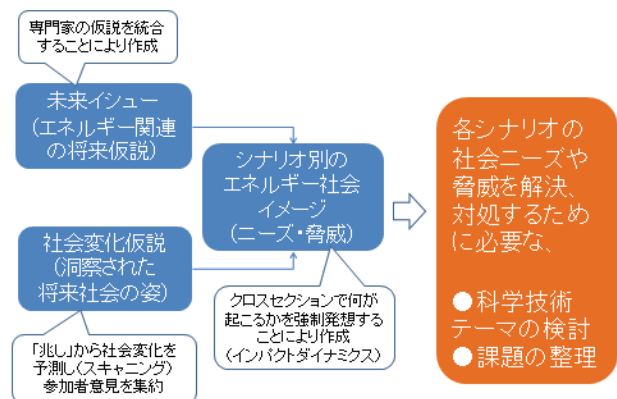 専門家の仮説を統合
することにより作成
未来イシュー
(エネルギー関連
の将来仮説)
シナリオ別の
エネルギー社会
イメージ
(ニーズ・脅威)
社会変化仮説
(洞察された
将来社会の姿)
クロスセクションで何が
起こるかを強制発想する
ことにより作成
(インパクトダイナミクス)
「兆し」から社会変化を
予測し(スキャニング)
参加者意見を集約
各シナリオの
社会ニーズや
脅威を解決、
対処するため
に必要な、
●科学技術
テーマの検討
●課題の整理